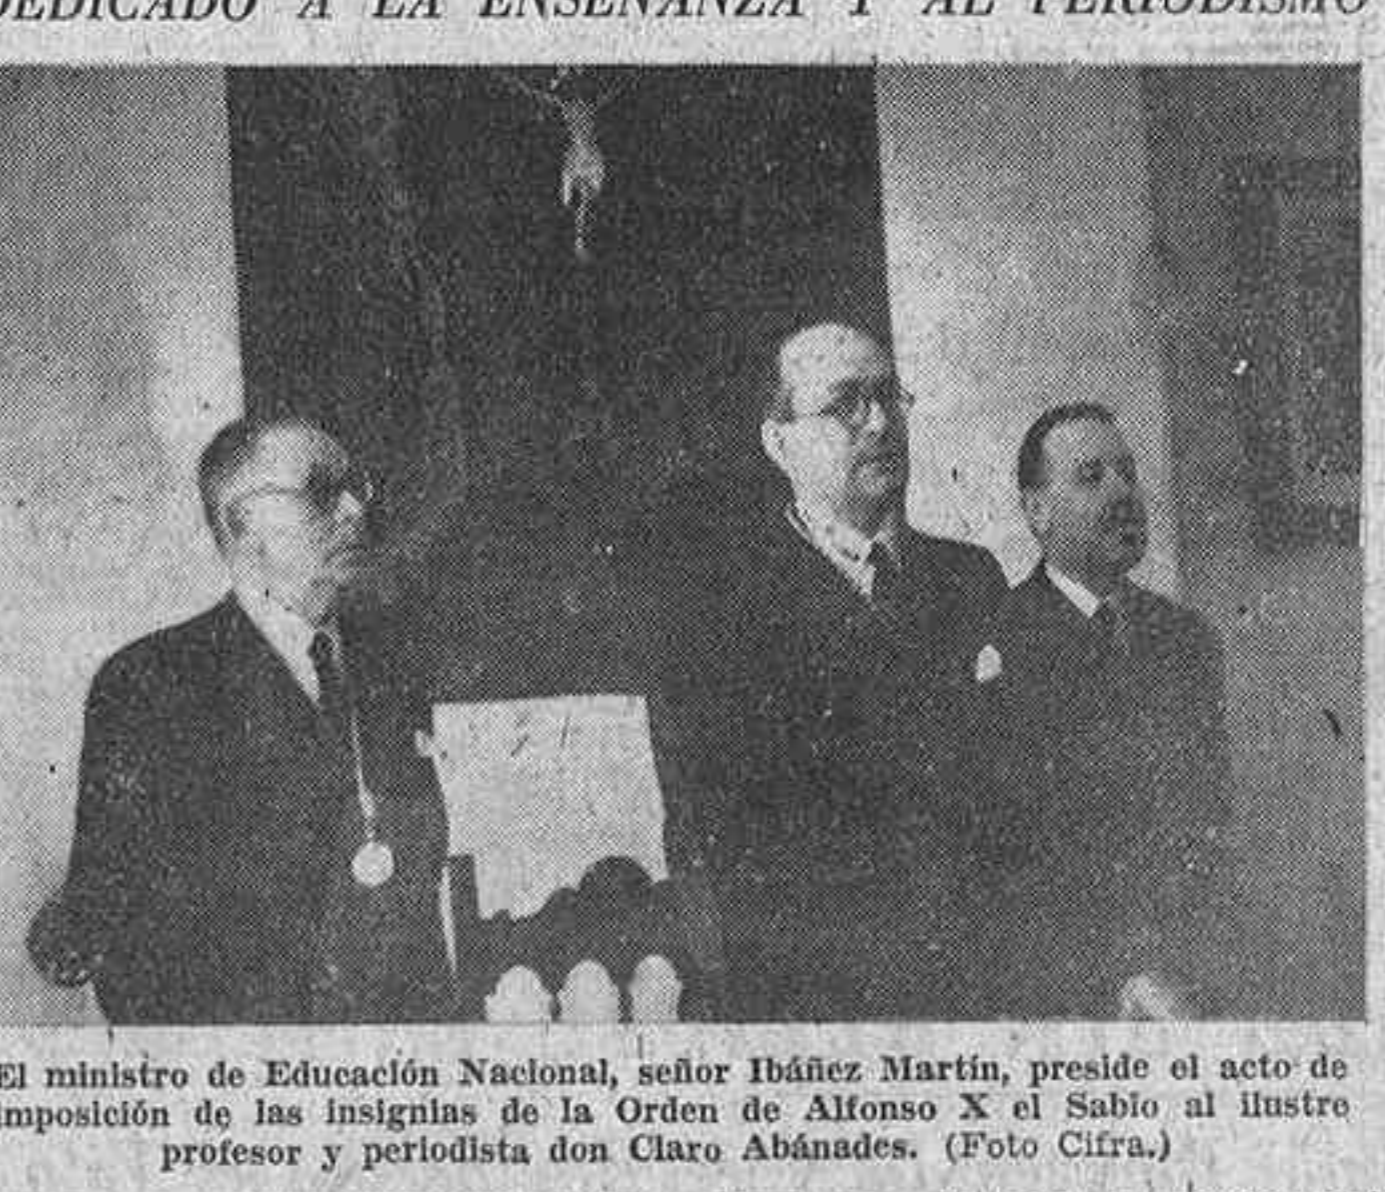 DEDICADO A LA ENSEÑANZA Y AL PERIODISMO
El ministro de Educación Nacional, señor Ibáñez Martín, preside el acto de
imposición de las insignias de la Orden de Alfonso X el Sabio al ilustre
profesor y periodista don Claro Abánades. (Foto Cifra.)